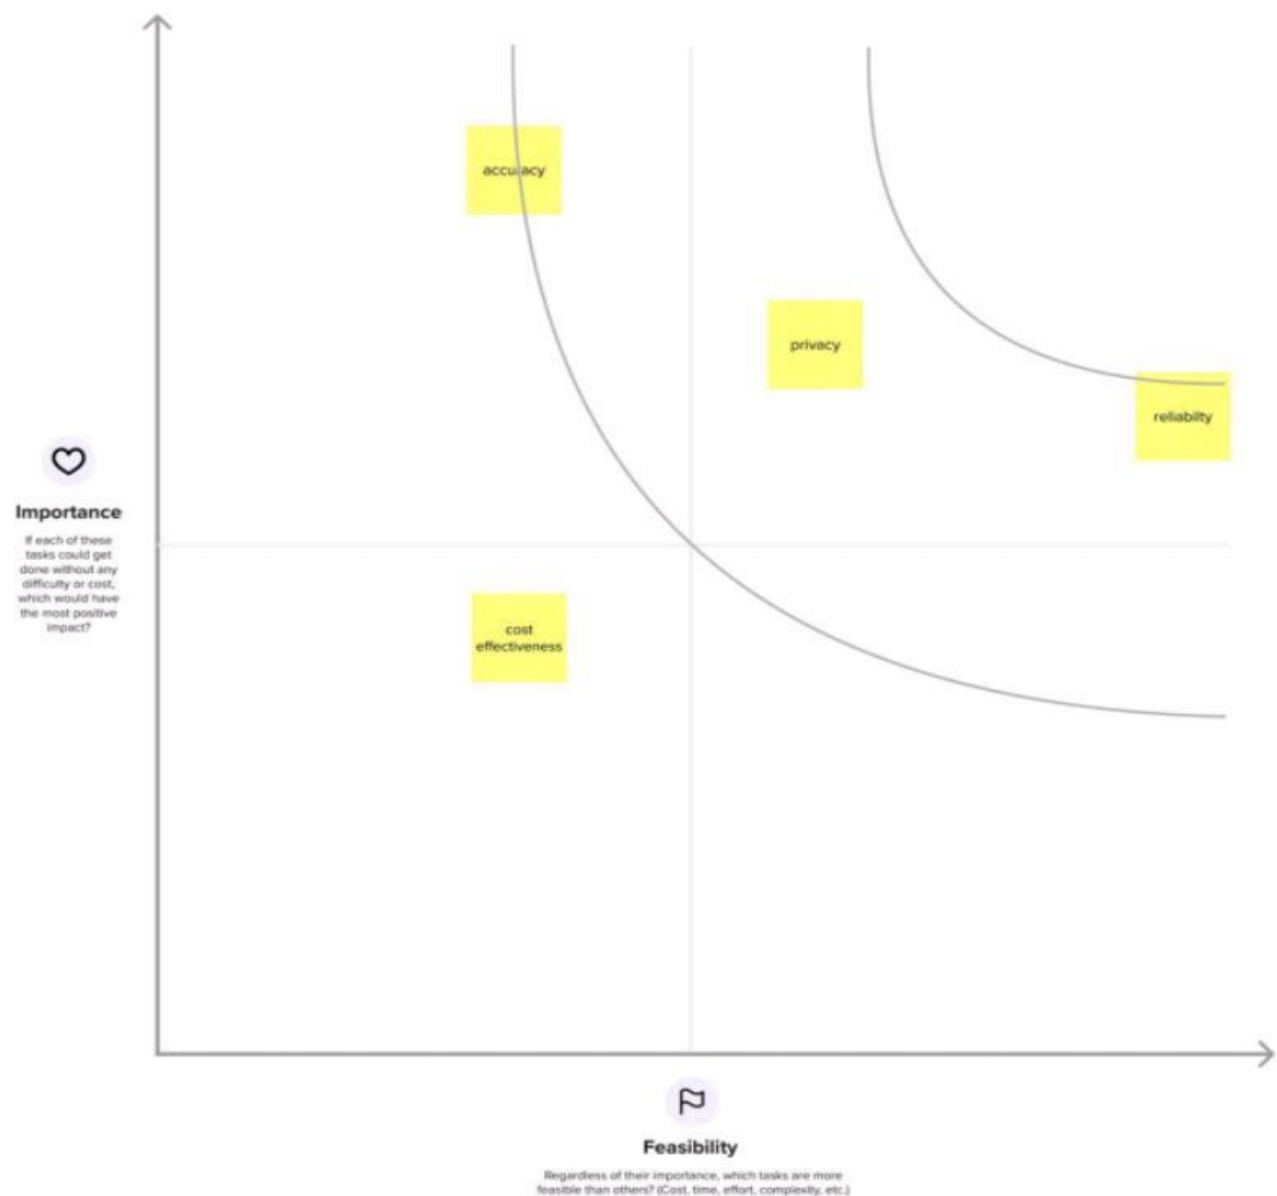 accuracy
privacy
reliabilty
Importance
If each of these
tasks could get
done without any
difficulty or cost,
which would have
the most positive
impact?
cost
effectiveness
Feasibility
Regardless of their importance, which tasks are more
feasible than others? (Cost, time, effort, complexity, etc.)